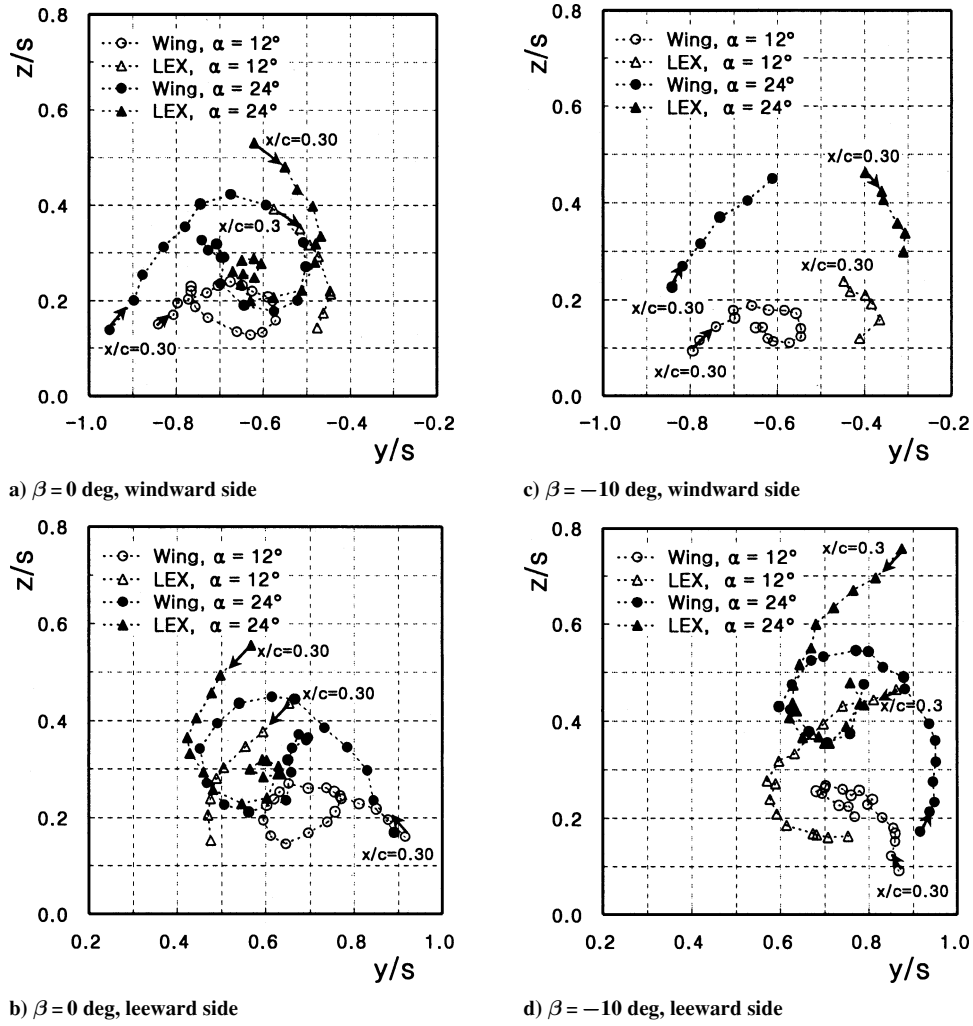 0.8
z/s
Wing, α = 12°
LEX, α = 12°
Wing, α = 24°
LEX, α = 24°
0.6
x/c=0.30
0.4
x/c=0.3
0.2
x/c=0.30
0.0
−1.0 −0.8 −0.6 −0.4 −0.2
y/s
a) β = 0 deg, windward side
0.8
z/s
Wing, α = 12°
LEX, α = 12°
Wing, α = 24°
LEX, α = 24°
0.6
x/c=0.30
0.4
x/c=0.30
0.2
x/c=0.30
x/c=0.30
0.0
−1.0 −0.8 −0.6 −0.4 −0.2
y/s
c) β = −10 deg, windward side
0.8
z/s
Wing, α = 12°
LEX, α = 12°
Wing, α = 24°
LEX, α = 24°
0.6
x/c=0.30
x/c=0.30
0.4
0.2
x/c=0.30
0.0
0.2 0.4 0.6 0.8 1.0
y/s
b) β = 0 deg, leeward side
0.8
z/s
Wing, α = 12°
LEX, α = 12°
Wing, α = 24°
LEX, α = 24°
x/c=0.3
0.6
0.4
x/c=0.3
0.2
x/c=0.30
0.0
0.2 0.4 0.6 0.8 1.0
y/s
d) β = −10 deg, leeward side